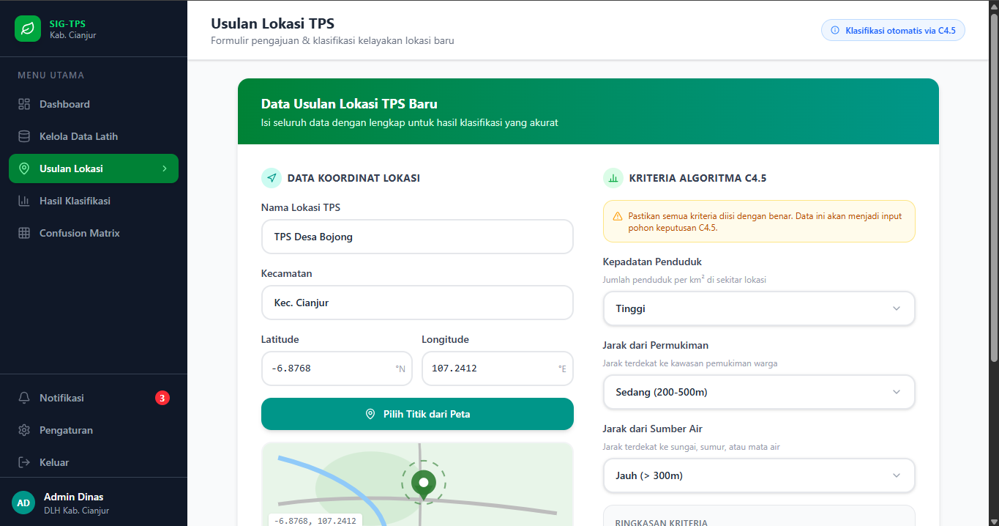 SIG-TPS
Kab. Cianjur
MENU UTAMA
Dashboard
Kelola Data Latih
Usulan Lokasi
Hasil Klasifikasi
Confusion Matrix
Notifikasi
3
Pengaturan
Keluar
AD
Admin Dinas
DLH Kab. Cianjur
Usulan Lokasi TPS
Formulir pengajuan & klasifikasi kelayakan lokasi baru
Klasifikasi otomatis via C4.5
Data Usulan Lokasi TPS Baru
Isi seluruh data dengan lengkap untuk hasil klasifikasi yang akurat
DATA KOORDINAT LOKASI
Nama Lokasi TPS
TPS Desa Bojong
Kecamatan
Kec. Cianjur
Latitude
Longitude
-6.8768
°N
107.2412
°E
Pilih Titik dari Peta
-6.8768, 107.2412
KRITERIA ALGORITMA C4.5
Pastikan semua kriteria diisi dengan benar. Data ini akan menjadi input
pohon keputusan C4.5.
Kepadatan Penduduk
Jumlah penduduk per km² di sekitar lokasi
Tinggi
Jarak dari Permukiman
Jarak terdekat ke kawasan pemukiman warga
Sedang (200-500m)
Jarak dari Sumber Air
Jarak terdekat ke sungai, sumur, atau mata air
Jauh (> 300m)
RINGKASAN KRITERIA